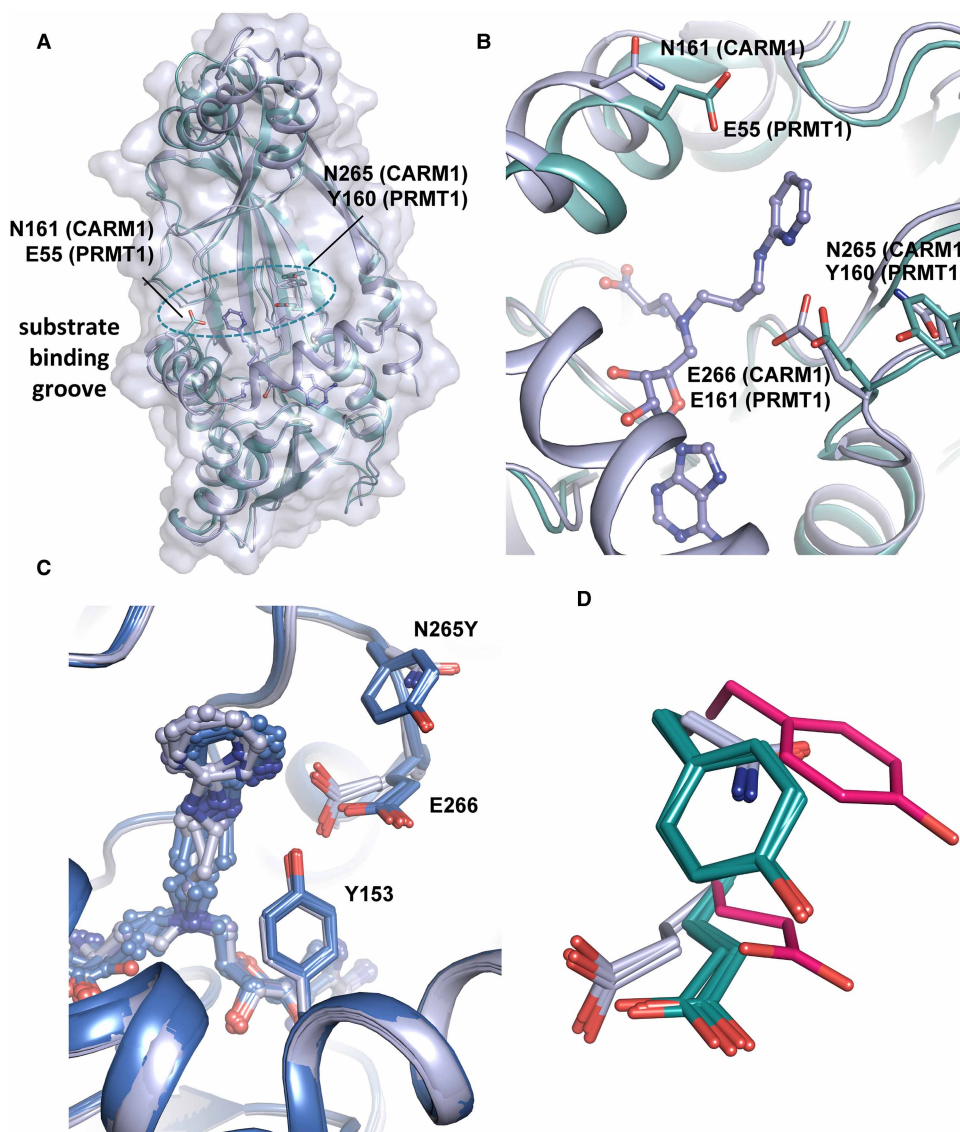 A
N265 (CARM1)
Y160 (PRMT1)
N161 (CARM1)
E55 (PRMT1)
substrate
binding
groove
B
N161 (CARM1)
E55 (PRMT1)
N265 (CARM1
Y160 (PRMT1)
E266 (CARM1)
E161 (PRMT1)
C
N265Y
E266
Y153
D